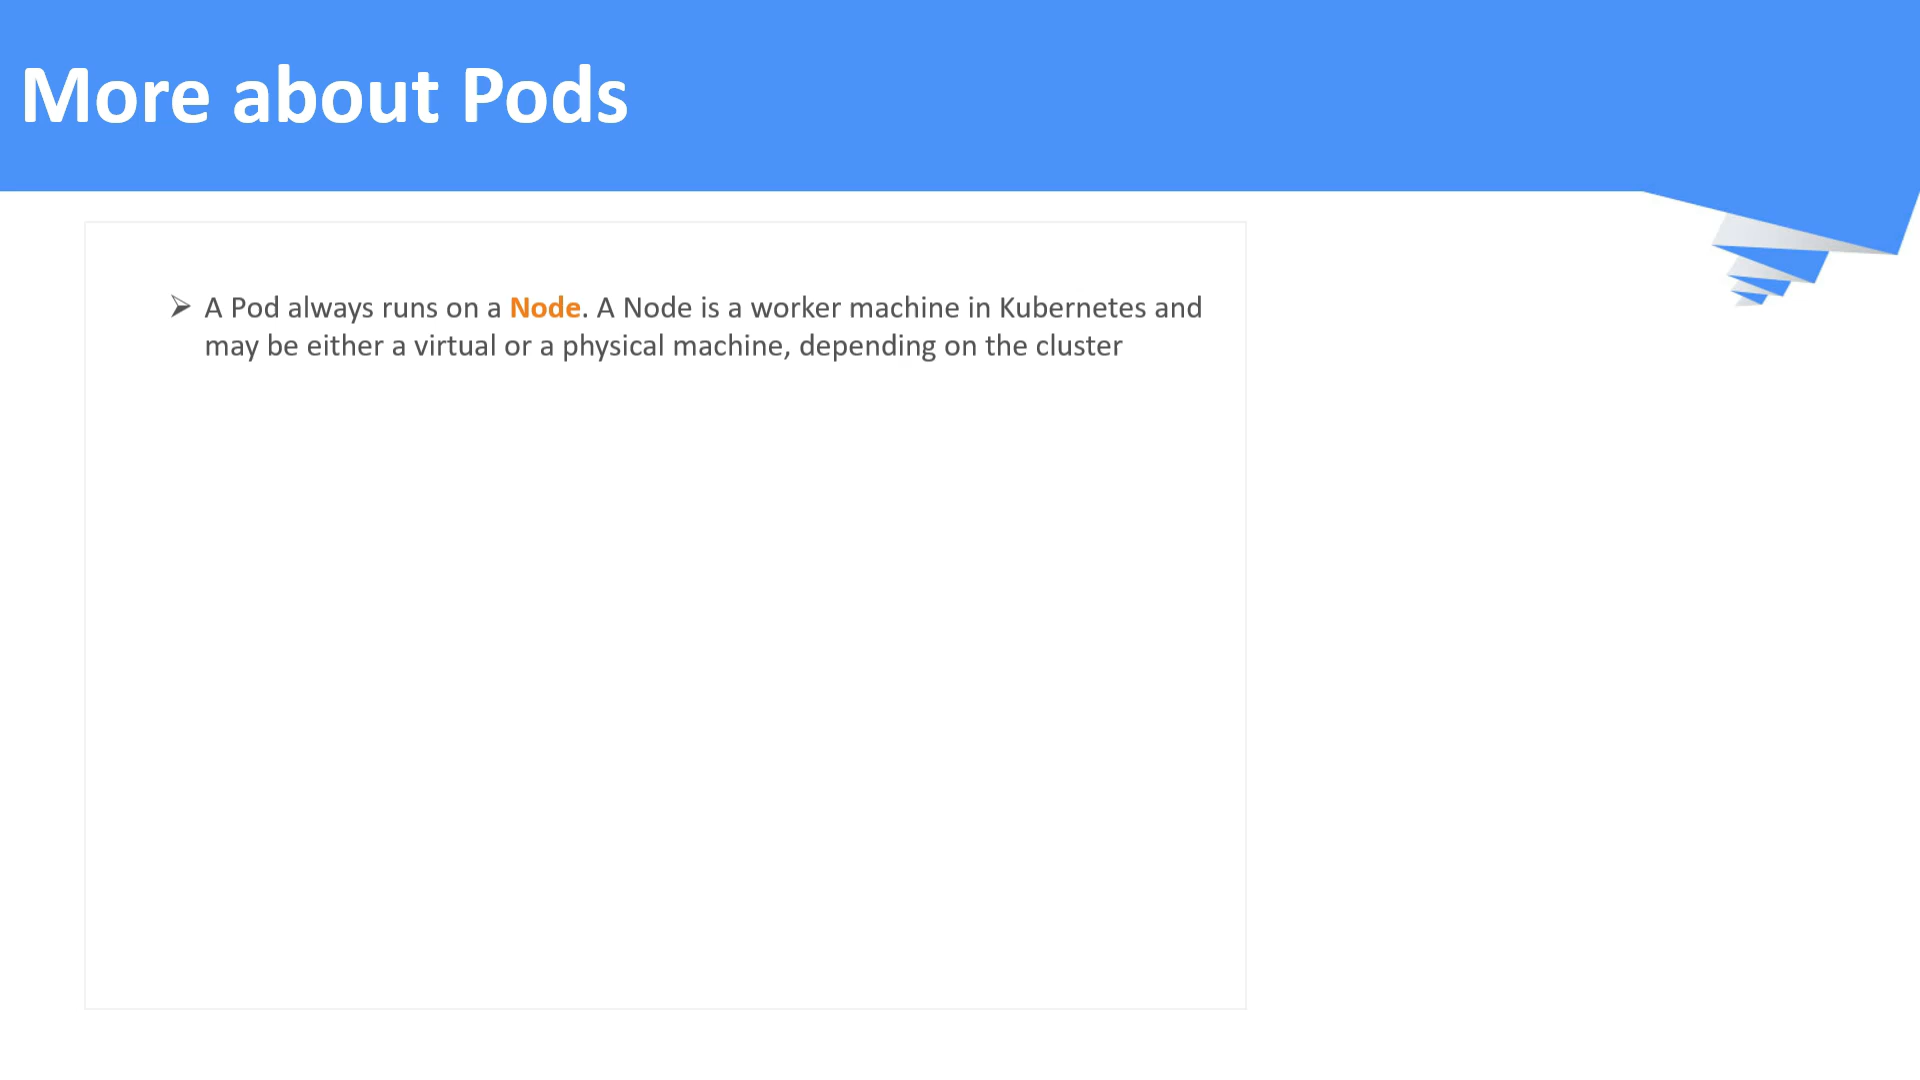 More about Pods
➢ A Pod always runs on a Node. A Node is a worker machine in Kubernetes and
may be either a virtual or a physical machine, depending on the cluster